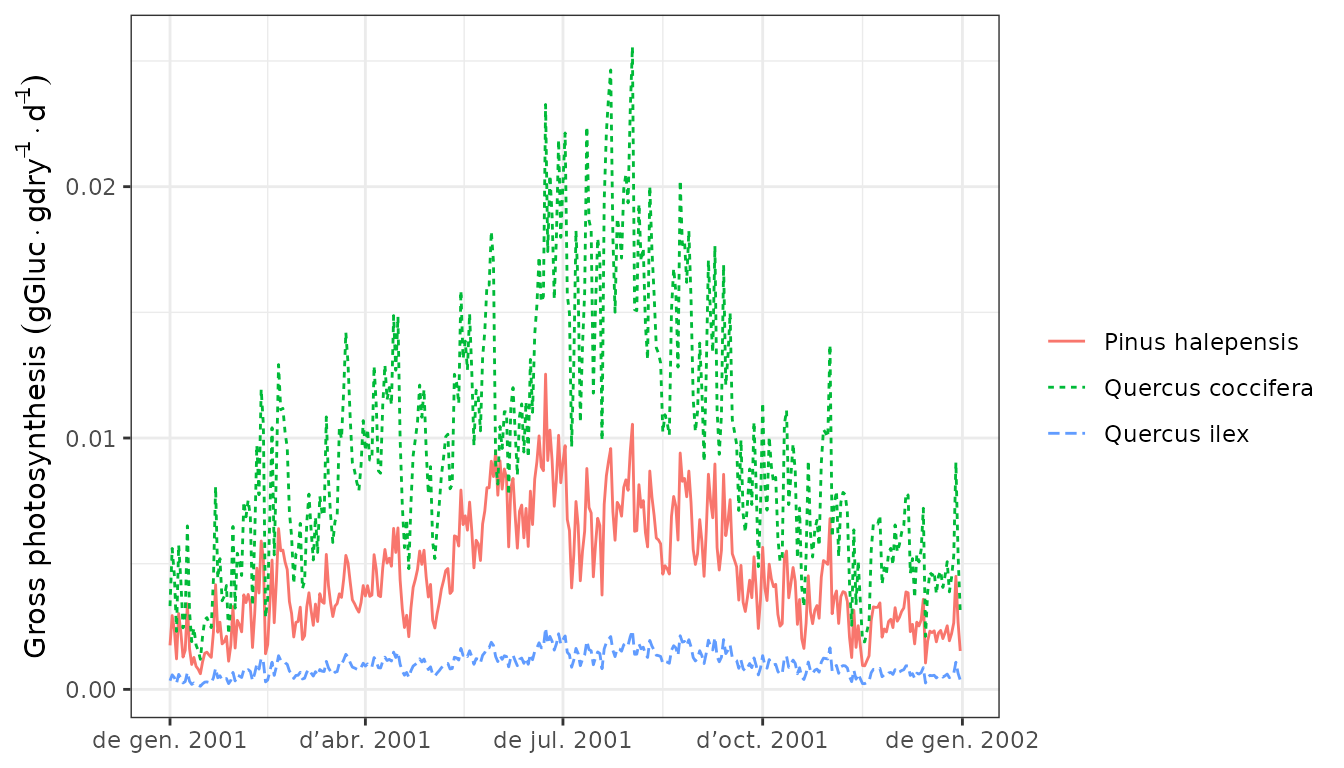 Gross photosynthesis (gGluc · gdry⁻¹ · d⁻¹)
0.02
0.01
0.00
de gen. 2001 d’abr. 2001 de jul. 2001 d’oct. 2001 de gen. 2002
Pinus halepensis
Quercus coccifera
Quercus ilex